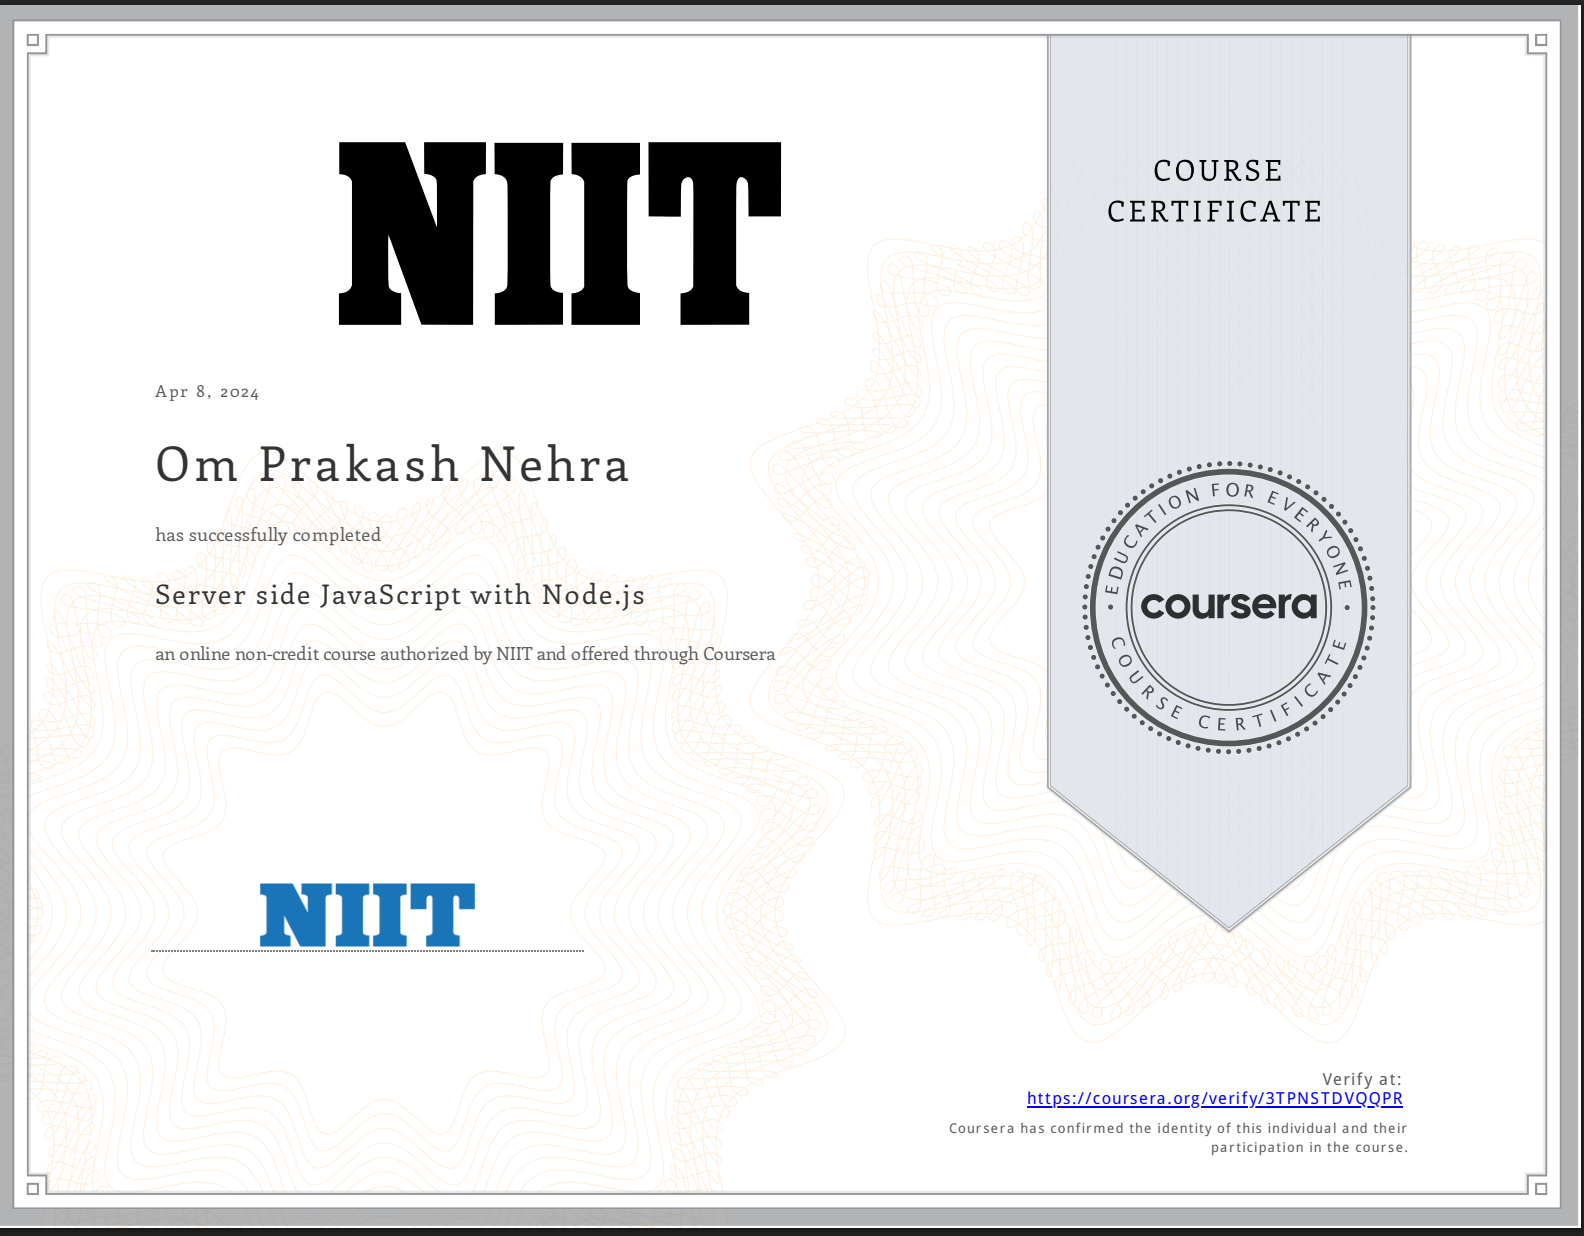 NIIT
COURSE
CERTIFICATE
Apr 8, 2024
Om Prakash Nehra
has successfully completed
Server side JavaScript with Node.js
an online non-credit course authorized by NIIT and offered through Coursera
EDUCATION FOR EVERYONE
coursera
COURSE CERTIFICATE
NIIT
Verify at:
https://coursera.org/verify/3TPNSTDVQQPR
Coursera has confirmed the identity of this individual and their
participation in the course.